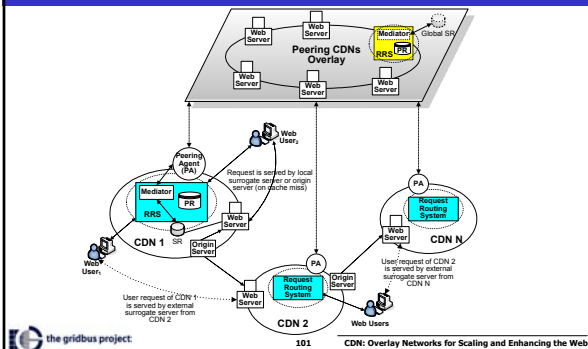 Web
Server
Web
Server
Web
Server
Peering CDNs
Overlay
Mediator
PR
RRS
Global SR
Web
Server
Web
Server
Web
Server
Web
User2
Peering
Agent
(PA)
Request is served by local
surrogate server or origin
server (on cache miss)
Mediator
PR
RRS
SR
Web
Server
Origin
Server
CDN 1
Web
User1
User request of CDN 1
is served by external
surrogate server from
CDN 2
PA
Request
Routing
System
Web
Server
Origin
Server
CDN 2
Web Users
PA
Request
Routing
System
Web
Server
CDN N
User request of CDN 2
is served by external
surrogate server from
CDN N
the gridbus project
101
CDN: Overlay Networks for Scaling and Enhancing the Web